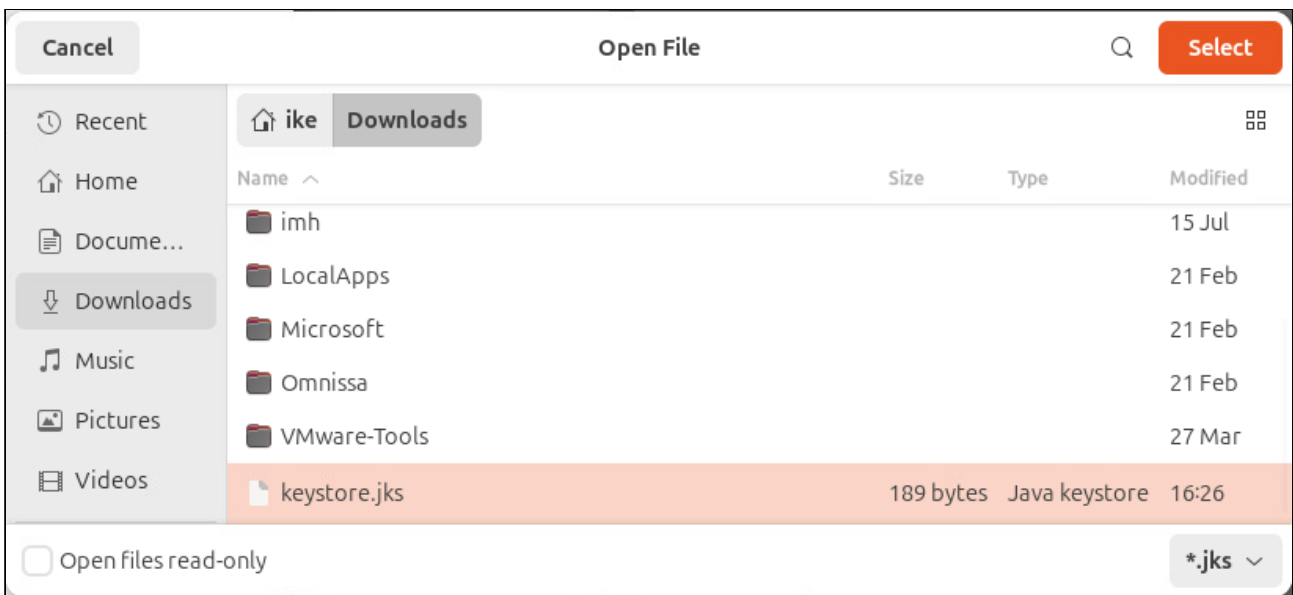 Cancel Open File Select
Recent
Home
Docume...
Downloads
Music
Pictures
Videos
ike Downloads
Name Size Type Modified
imh 15 Jul
LocalApps 21 Feb
Microsoft 21 Feb
Omnissa 21 Feb
VMware-Tools 27 Mar
keystore.jks 189 bytes Java keystore 16:26
Open files read-only *.jks